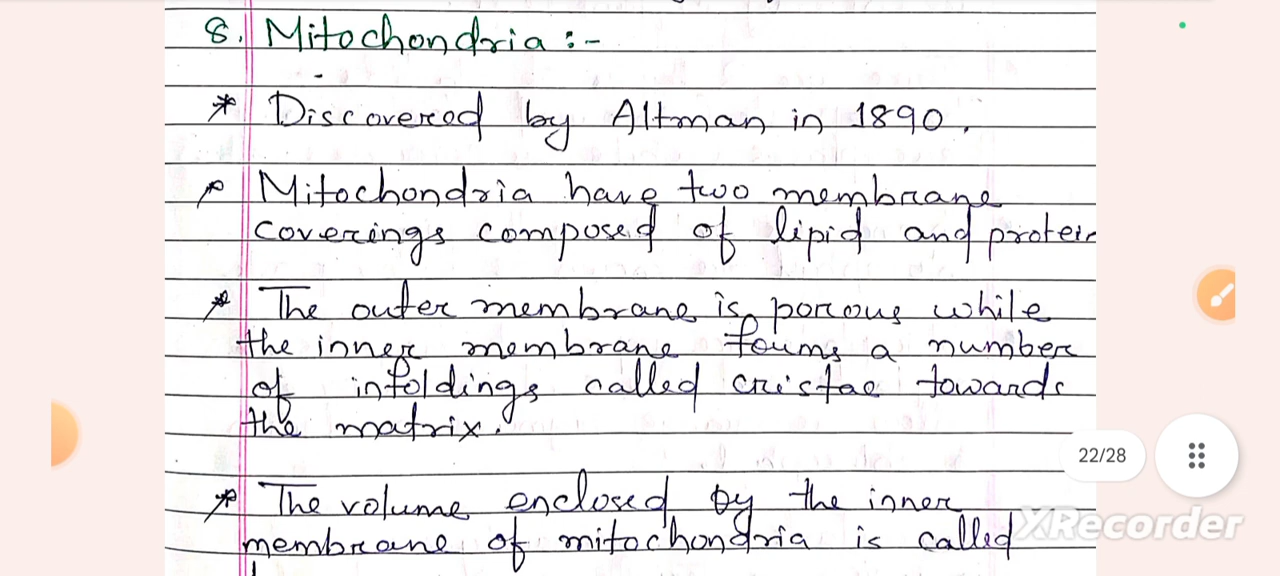 8. Mitochondria :-
* Discovered by Altman in 1890.
* Mitochondria have two membrane
coverings composed of lipid and protein
* The outer membrane is porous while
the inner membrane foums a number
of infoldings called cristae towards
the matrix.
* The volume enclosed by the inner
membrane of mitochondria is called
22/28
XRecorder